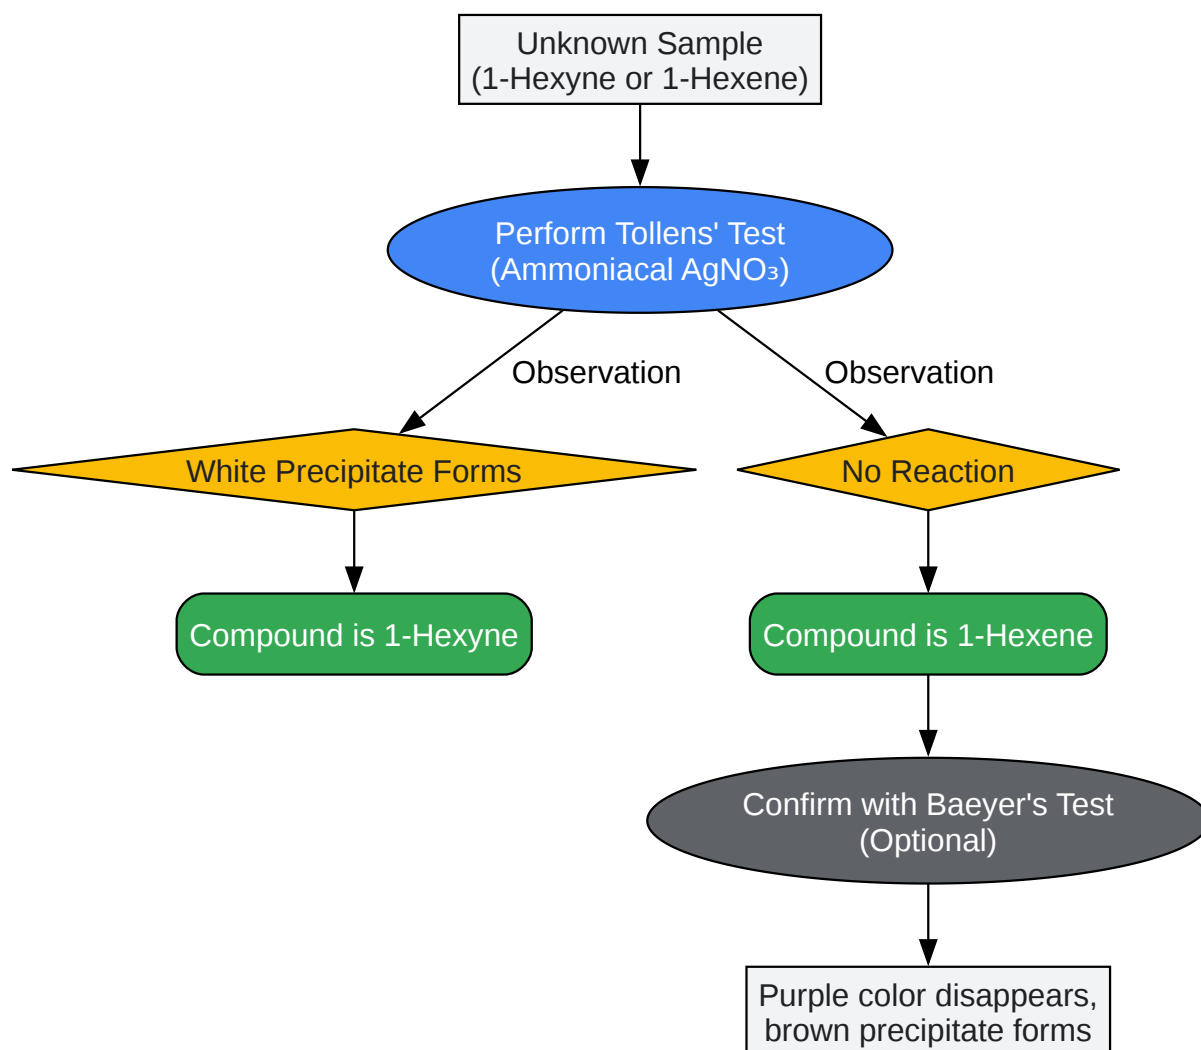 Unknown Sample
(1-Hexyne or 1-Hexene)
Perform Tollens' Test
(Ammoniacal AgNO₃)
Observation
Observation
White Precipitate Forms
No Reaction
Compound is 1-Hexyne
Compound is 1-Hexene
Confirm with Baeyer's Test
(Optional)
Purple color disappears,
brown precipitate forms